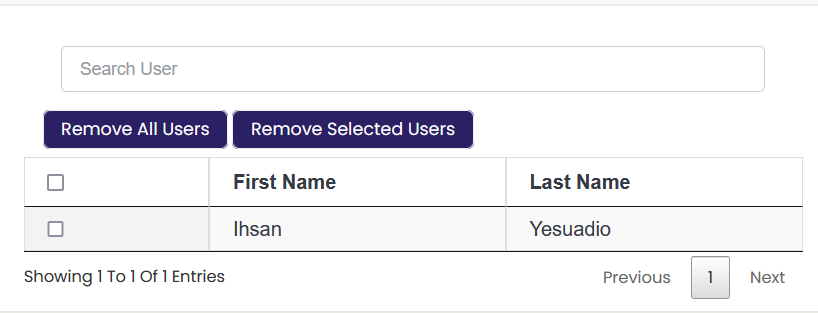 Search User
Remove All Users Remove Selected Users
First Name Last Name
Ihsan Yesuadio
Showing 1 To 1 Of 1 Entries Previous 1 Next